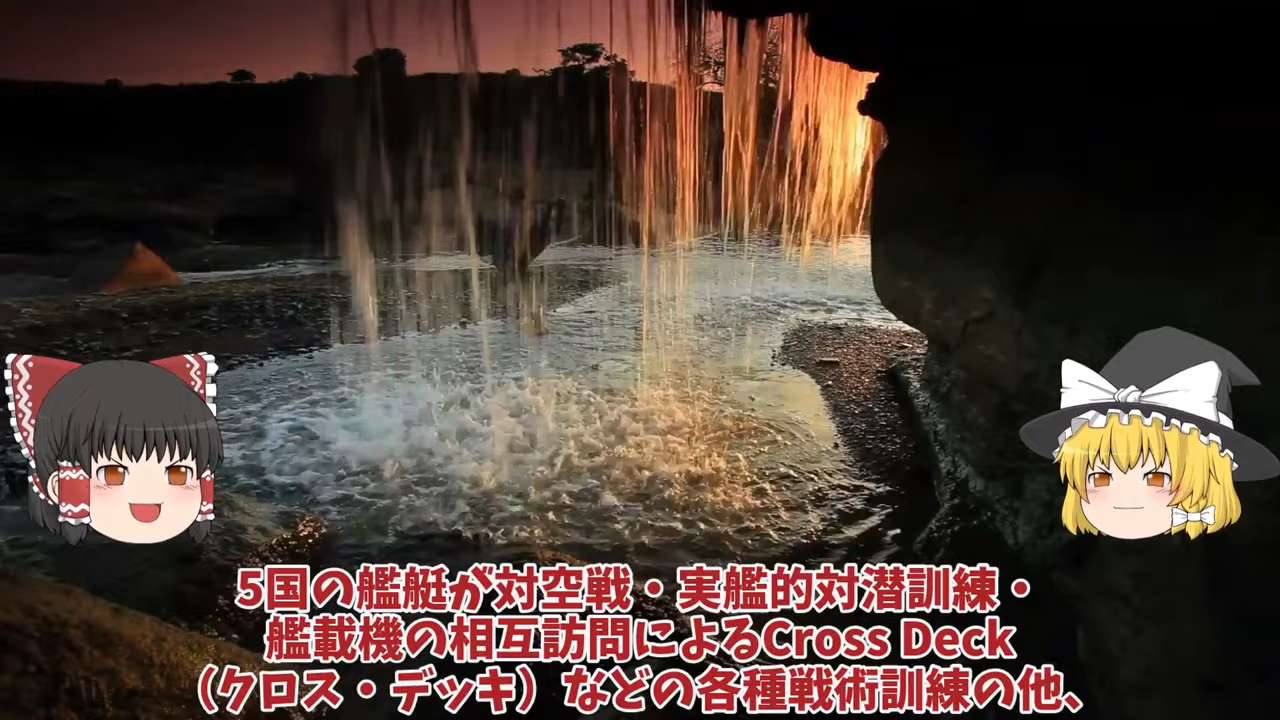 5国の艦艇が対空戦・実艦的対潜訓練・
艦載機の相互訪問によるCross Deck
（クロス・デッキ）などの各種戦術訓練の他、